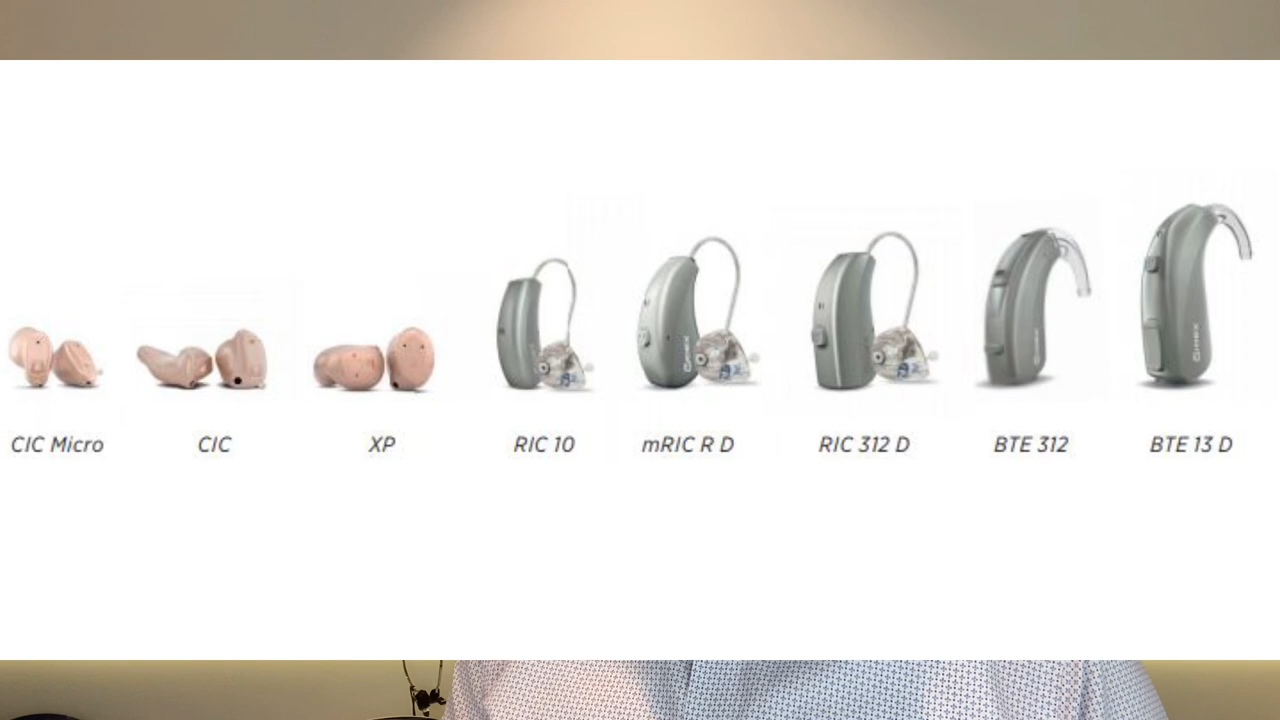 CIC Micro
CIC
XP
RIC 10
mRIC R D
RIC 312 D
BTE 312
BTE 13 D